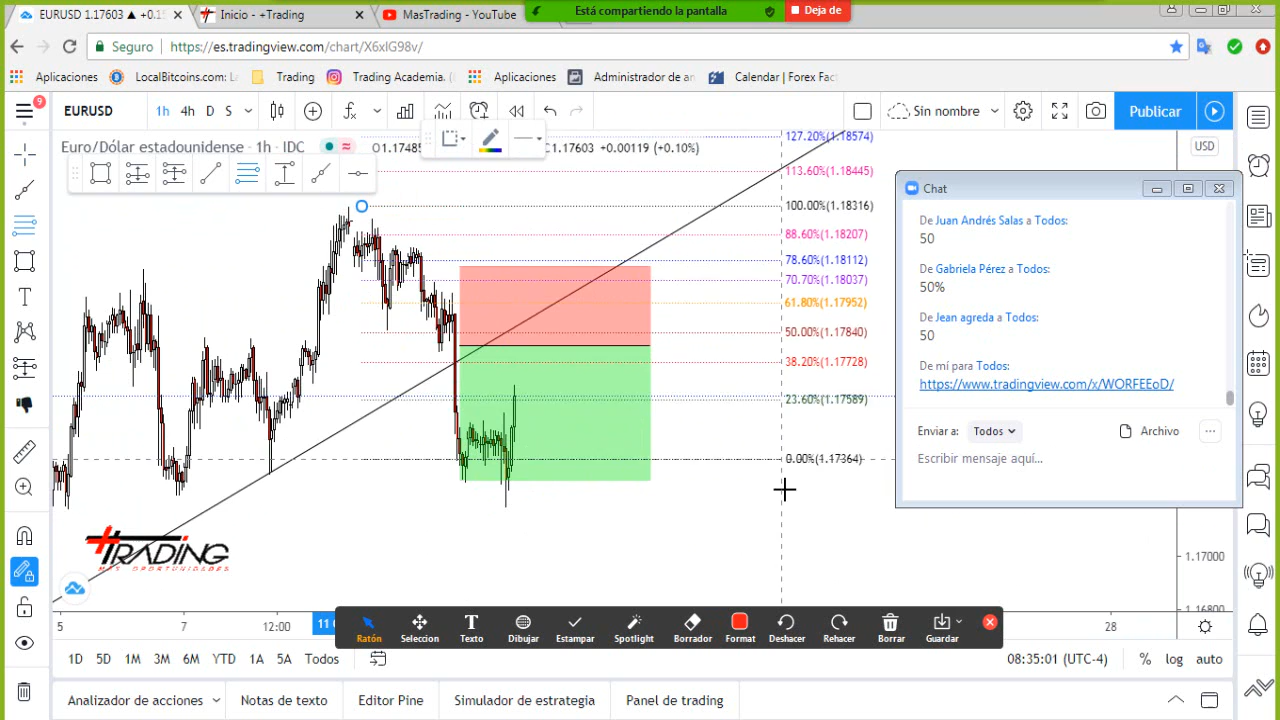 EURUSD 1.17603 ▲ +0.1
Inicio - +Trading
MasTrading - YouTube
Está compartiendo la pantalla
Deja de
Seguro
https://es.tradingview.com/chart/X6xIG98v/
Aplicaciones
LocalBitcoins.com: L
Trading
Trading Academia. (
Aplicaciones
Administrador de an
Calendar | Forex Fac
9
EURUSD
1h
4h
D
S
Sin nombre
Publicar
Euro/Dólar estadounidense · 1h · IDC
O1.1748
1.17603 +0.00119 (+0.10%)
USD
127.20%(1.18574)
113.60%(1.18445)
100.00%(1.18316)
88.60%(1.18207)
78.60%(1.18112)
70.70%(1.18037)
61.80%(1.17952)
50.00%(1.17840)
38.20%(1.17728)
23.60%(1.17589)
0.00%(1.17364)
Chat
De Juan Andrés Salas a Todos:
50
De Gabriela Pérez a Todos:
50%
De Jean agreda a Todos:
50
De mí para Todos:
https://www.tradingview.com/x/WORFEEoD/
Enviar a: Todos
Archivo
Escribir mensaje aquí...
+TRADING
MÁS OPORTUNIDADES
1.17000
1.16800
5
7
12:00
11
28
Ratón
Seleccion
Texto
Dibujar
Estampar
Spotlight
Borrador
Format
Deshacer
Rehacer
Borrar
Guardar
1D
5D
1M
3M
6M
YTD
1A
5A
Todos
08:35:01 (UTC-4)
%
log
auto
Analizador de acciones
Notas de texto
Editor Pine
Simulador de estrategia
Panel de trading